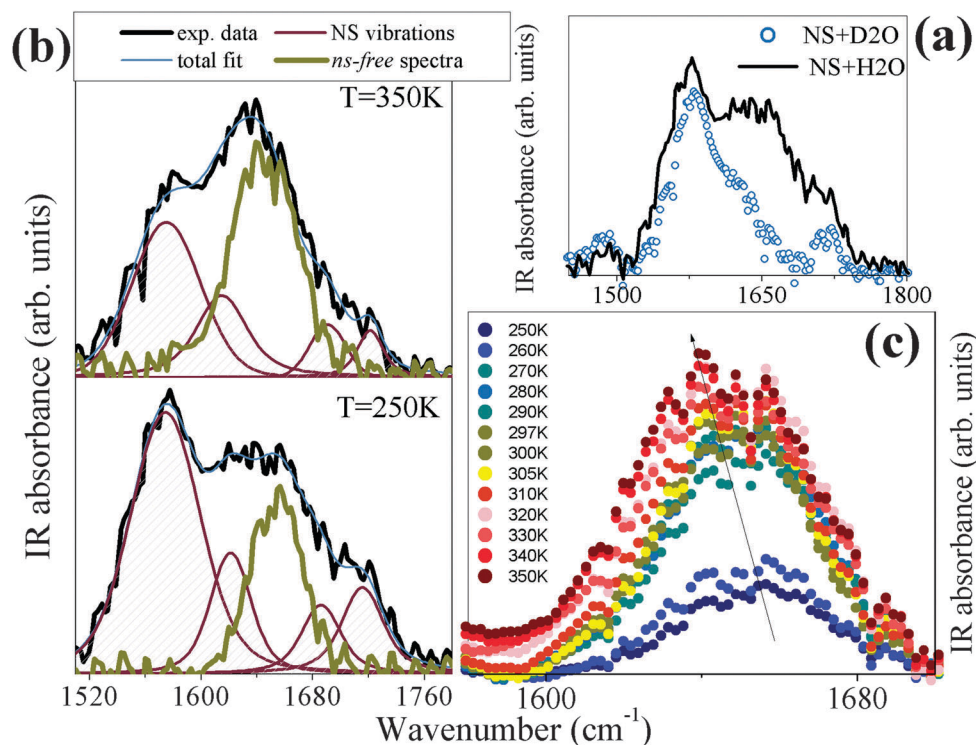 (b)
exp. data
NS vibrations
total fit
ns-free spectra
T=350K
T=250K
IR absorbance (arb. units)
1520
1600
1680
1760
Wavenumber (cm-1)
(a)
NS+D2O
NS+H2O
IR absorbance (arb. units)
1500
1650
1800
(c)
250K
260K
270K
280K
290K
297K
300K
305K
310K
320K
330K
340K
350K
IR absorbance (arb. units)
1600
1680